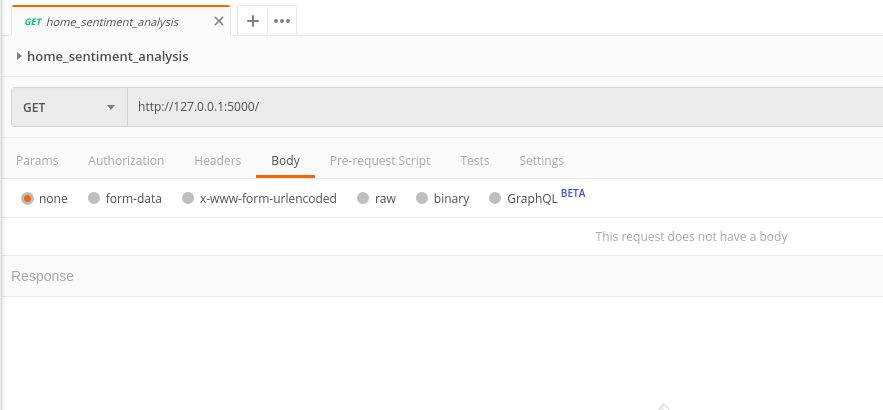 GET home_sentiment_analysis
home_sentiment_analysis
GET http://127.0.0.1:5000/
Params Authorization Headers Body Pre-request Script Tests Settings
none form-data x-www-form-urlencoded raw binary GraphQL BETA
This request does not have a body
Response